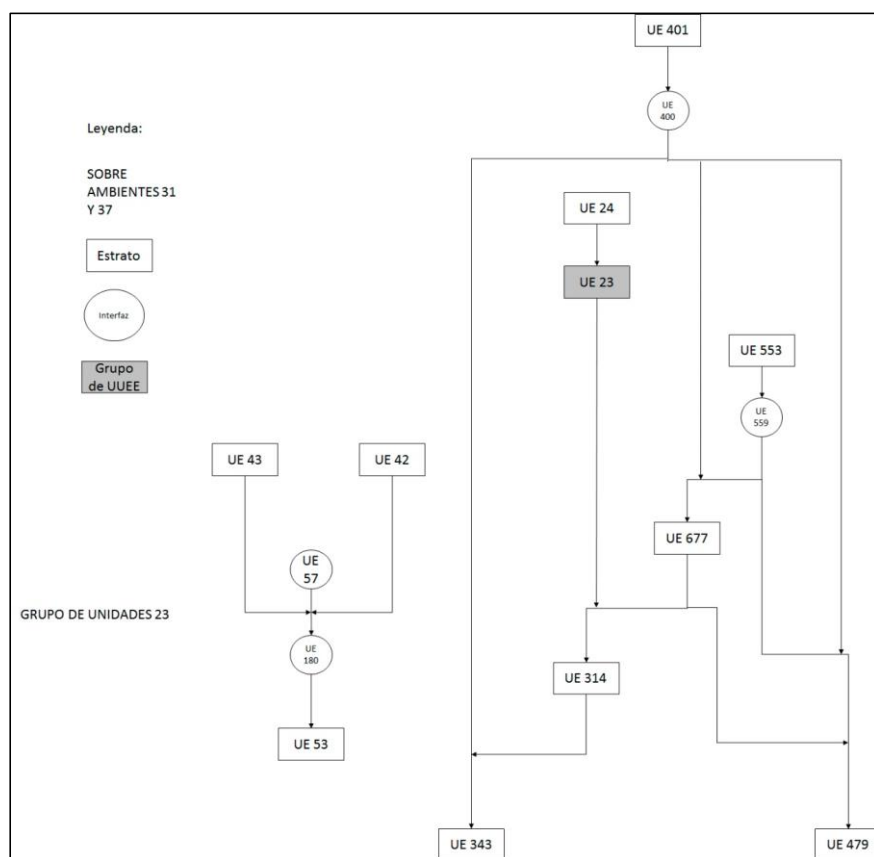 UE 401
UE
400
Leyenda:
SOBRE
AMBIENTES 31
Y 37
UE 24
Estrato
UE 23
Interfaz
UE 553
Grupo
de UUEE
UE
559
UE 43
UE 42
UE 677
UE
57
GRUPO DE UNIDADES 23
UE
180
UE 314
UE 53
UE 343
UE 479